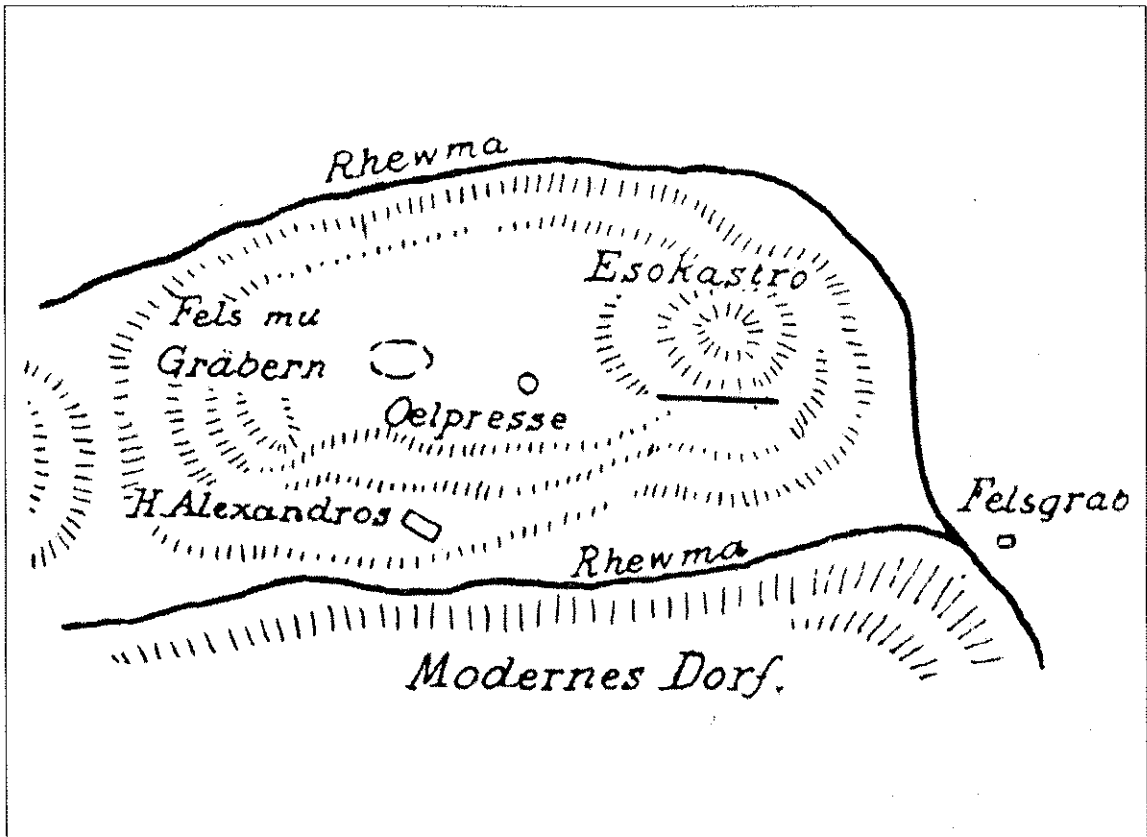 Rhewma
Esokastro
Fels mu
Gräbern
Oelpresse
H.Alexandros
Felsgrab
Rhewma
Modernes Dorf.